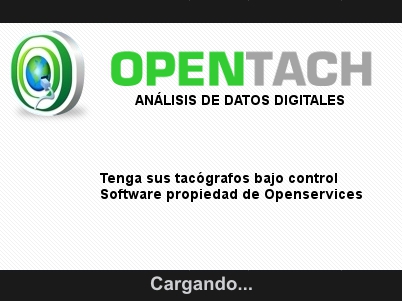 OPENTACH
ANÁLISIS DE DATOS DIGITALES
Tenga sus tacógrafos bajo control
Software propiedad de Openservices
Cargando...